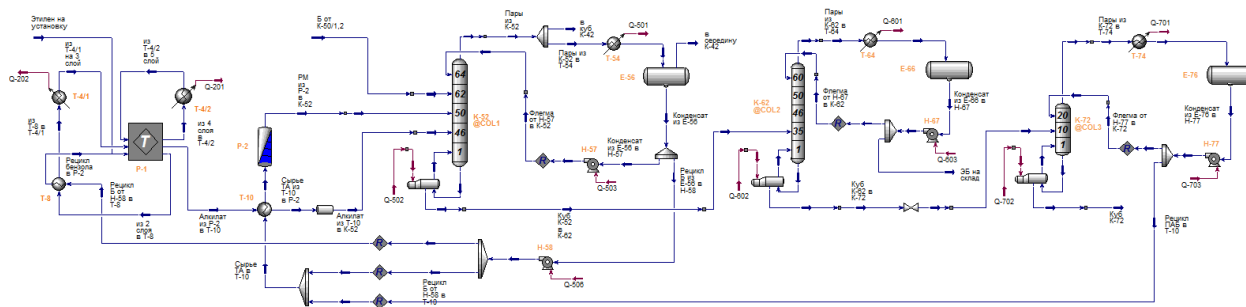 Этилен на
установку
из
Т-4/1
на 3
слой
из
Т-4/2
в 5
слой
Q-202
Q-201
Т-4/1
Т-4/2
из
Т-8 в
Т-4/1
из 4
слоя
в
Т-4/2
Рецикл
бензола
в Р-2
T
Р-1
Т-8
Рецикл
Б от
Н-58 в
Т-8
из 2
слоя
в Т-8
Алкилат
из Р-2 в
Т-10
Б от
К-50/1,2
РМ из
Р-2 в
К-52
Р-2
Т-10
Сырье
ТА из
Т-10
в Р-2
Алкилат
из Т-10 в
К-52
Сырье
ТА в
Т-10
Рецикл
Б от
Н-58 в
Т-10
R
R
R
Пары из
К-52
64
62
50
46
1
К-52
@COL1
Q-502
в
куб
К-42
Пары из
К-52 в
Т-54
Q-501
Т-54
в
середину
К-42
Е-56
Флегма
от Н-57
в К-52
R
Н-57
Q-503
Конденсат
из Е-56 в
Н-57
Конденсат
из Е-56
Рецикл
Б из
Е-56 в
Н-58
Н-58
Q-506
Куб
К-52 в
К-62
Пары из
К-62 в
Т-64
Q-601
Т-64
60
50
46
35
1
К-62
@COL2
Q-602
Е-66
Флегма
от Н-67
в К-62
R
Н-67
Q-603
Конденсат
из Е-66 в
Н-67
ЭБ на
склад
Куб
К-62 в
К-72
Пары из
К-72 в
Т-74
Q-701
Т-74
20
10
1
К-72
@COL3
Q-702
Е-76
Флегма
от Н-77 в
К-72
R
Конденсат
из Е-76 в
Н-77
Н-77
Q-703
Куб
К-72
Рецикл
ПАБ в
Т-10